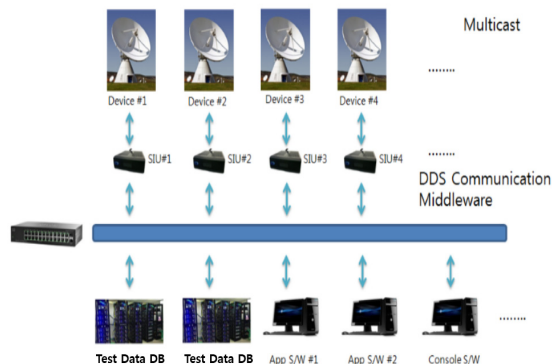 Multicast
Device #1
Device #2
Device #3
Device #4
........
SIU#1
SIU#2
SIU#3
SIU#4
........
DDS Communication
Middleware
........
Test Data DB
Test Data DB
App S/W #1
App S/W #2
Console S/W